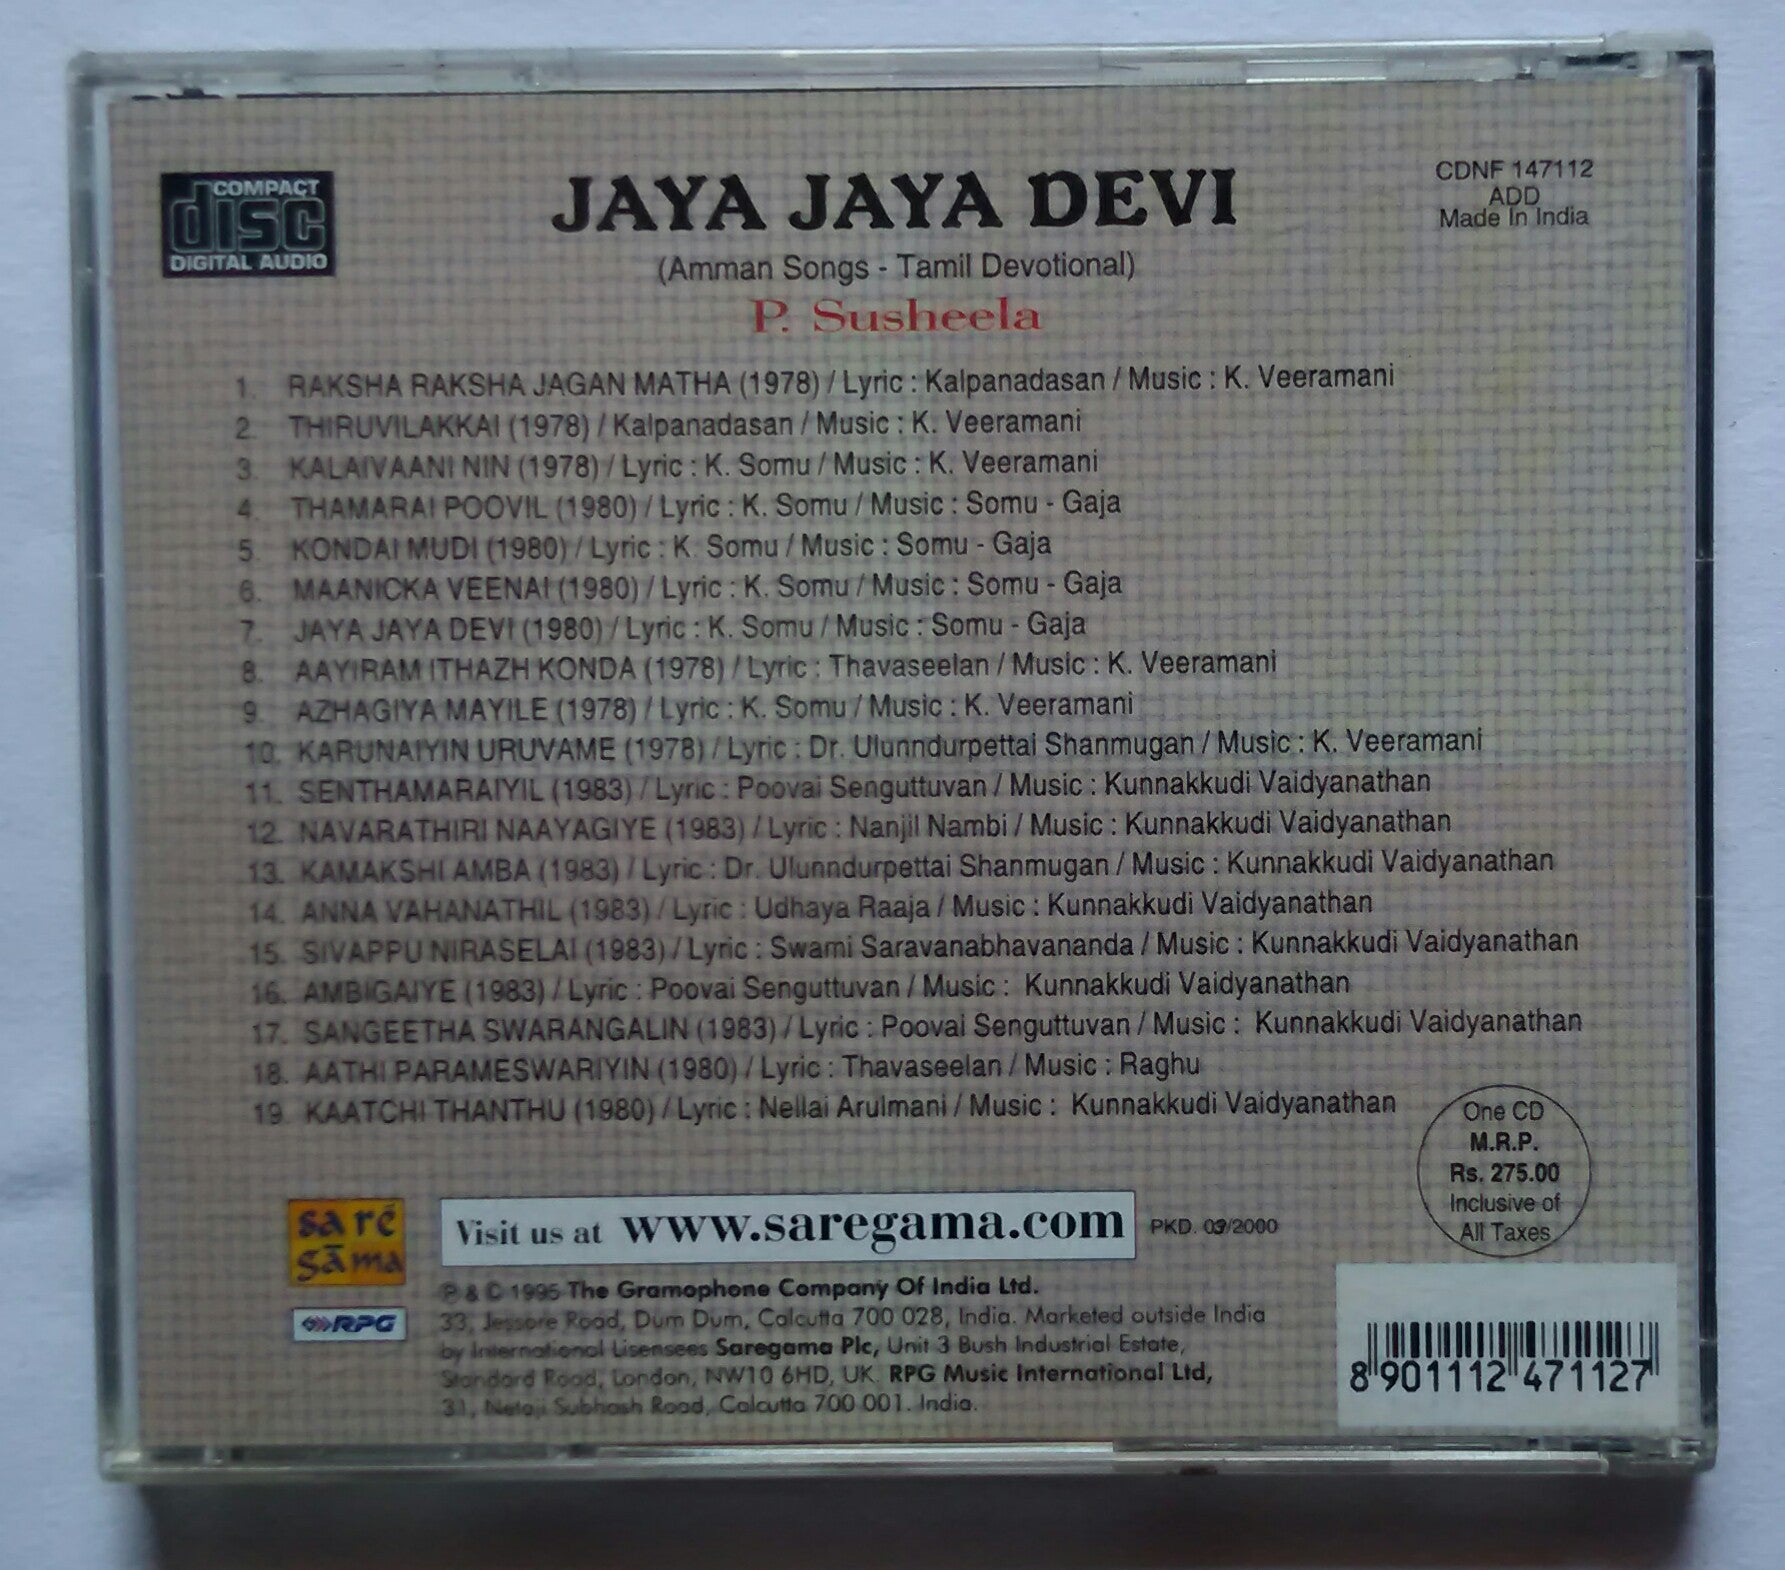 COMPACT
disc
DIGITAL AUDIO
JAYA JAYA DEVI
(Amman Songs - Tamil Devotional)
P. Susheela
CDNF 147112
ADD
Made In India
1. RAKSHA RAKSHA JAGAN MATHA (1978) / Lyric : Kalpanadasan / Music : K. Veeramani
2. THIRUVILAKKAI (1978) / Kalpanadasan / Music : K. Veeramani
3. KALAIVAANI NIN (1978) / Lyric : K. Somu / Music : K. Veeramani
4. THAMARAI POOVIL (1980) / Lyric : K. Somu / Music : Somu - Gaja
5. KONDAI MUDI (1980) / Lyric : K. Somu / Music : Somu - Gaja
6. MAANICKA VEENAI (1980) / Lyric : K. Somu / Music : Somu - Gaja
7. JAYA JAYA DEVI (1980) / Lyric : K. Somu / Music : Somu - Gaja
8. AAYIRAM ITHAZH KONDA (1978) / Lyric : Thavaseelan / Music : K. Veeramani
9. AZHAGIYA MAYILE (1978) / Lyric : K. Somu / Music : K. Veeramani
10. KARUNAIYIN URUVAME (1978) / Lyric : Dr. Ulunndurpettai Shanmugan / Music : K. Veeramani
11. SENTHAMARAIYIL (1983) / Lyric : Poovai Senguttuvan / Music : Kunnakkudi Vaidyanathan
12. NAVARATHIRI NAAYAGIYE (1983) / Lyric : Nanjil Nambi / Music : Kunnakkudi Vaidyanathan
13. KAMAKSHI AMBA (1983) / Lyric : Dr. Ulunndurpettai Shanmugan / Music : Kunnakkudi Vaidyanathan
14. ANNA VAHANATHIL (1983) / Lyric : Udhaya Raaja / Music : Kunnakkudi Vaidyanathan
15. SIVAPPU NIRASELAI (1983) / Lyric : Swami Saravanabhavananda / Music : Kunnakkudi Vaidyanathan
16. AMBIGAIYE (1983) / Lyric : Poovai Senguttuvan / Music : Kunnakkudi Vaidyanathan
17. SANGEETHA SWARANGALIN (1983) / Lyric : Poovai Senguttuvan / Music : Kunnakkudi Vaidyanathan
18. AATHI PARAMESWARIYIN (1980) / Lyric : Thavaseelan / Music : Raghu
19. KAATCHI THANTHU (1980) / Lyric : Nellai Arulmani / Music : Kunnakkudi Vaidyanathan
One CD
M.R.P.
Rs. 275.00
Inclusive of
All Taxes
sa ré
gāma
RPG
Visit us at www.saregama.com
PKD. 03/2000
P & C 1995 The Gramophone Company Of India Ltd.
33, Jessore Road, Dum Dum, Calcutta 700 028, India. Marketed outside India
by International Lisensees Saregama Plc, Unit 3 Bush Industrial Estate,
Standard Road, London, NW10 6HD, UK. RPG Music International Ltd,
31, Netaji Subhash Road, Calcutta 700 001. India.
8 901112 471127